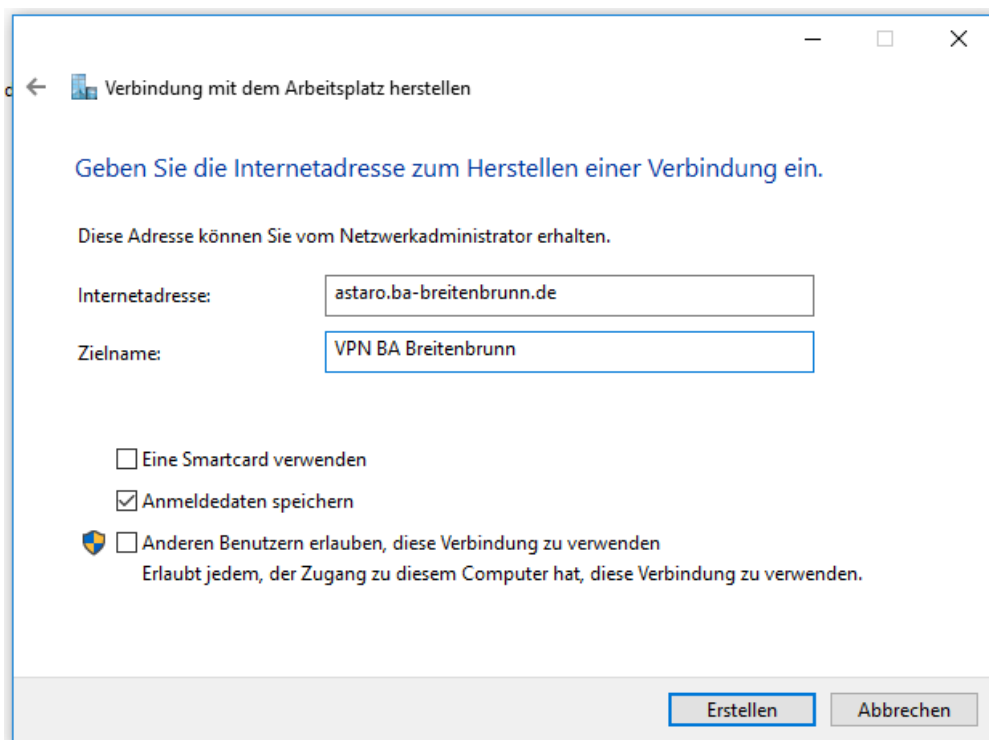 Verbindung mit dem Arbeitsplatz herstellen
Geben Sie die Internetadresse zum Herstellen einer Verbindung ein.
Diese Adresse können Sie vom Netzwerkadministrator erhalten.
Internetadresse: astaro.ba-breitenbrunn.de
Zielname: VPN BA Breitenbrunn
Eine Smartcard verwenden
Anmeldedaten speichern
Anderen Benutzern erlauben, diese Verbindung zu verwenden
Erlaubt jedem, der Zugang zu diesem Computer hat, diese Verbindung zu verwenden.
Erstellen Abbrechen